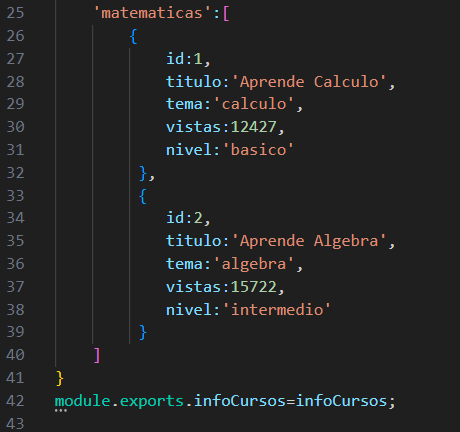 25 'matematicas':[
26 {
27 id:1,
28 titulo:'Aprende Calculo',
29 tema:'calculo',
30 vistas:12427,
31 nivel:'basico'
32 },
33 {
34 id:2,
35 titulo:'Aprende Algebra',
36 tema:'algebra',
37 vistas:15722,
38 nivel:'intermedio'
39 }
40 ]
41 }
42 module.exports.infoCursos=infoCursos;
43